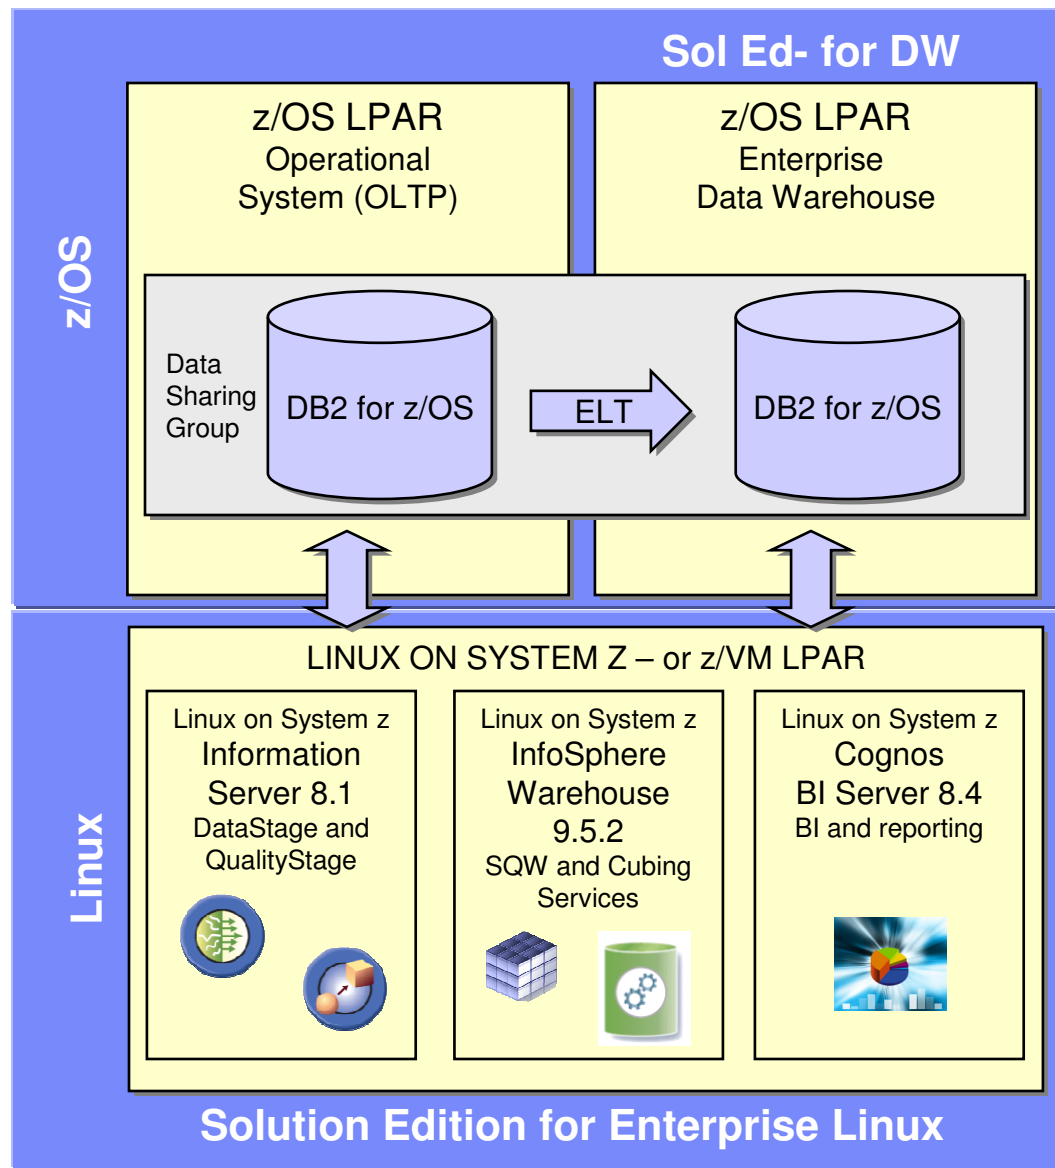 Sol Ed- for DW
z/OS
z/OS LPAR
Operational
System (OLTP)
z/OS LPAR
Enterprise
Data Warehouse
Data
Sharing
Group
DB2 for z/OS
ELT
DB2 for z/OS
Linux
LINUX ON SYSTEM Z – or z/VM LPAR
Linux on System z
Information
Server 8.1
DataStage and
QualityStage
Linux on System z
InfoSphere
Warehouse
9.5.2
SQW and Cubing
Services
Linux on System z
Cognos
BI Server 8.4
BI and reporting
Solution Edition for Enterprise Linux